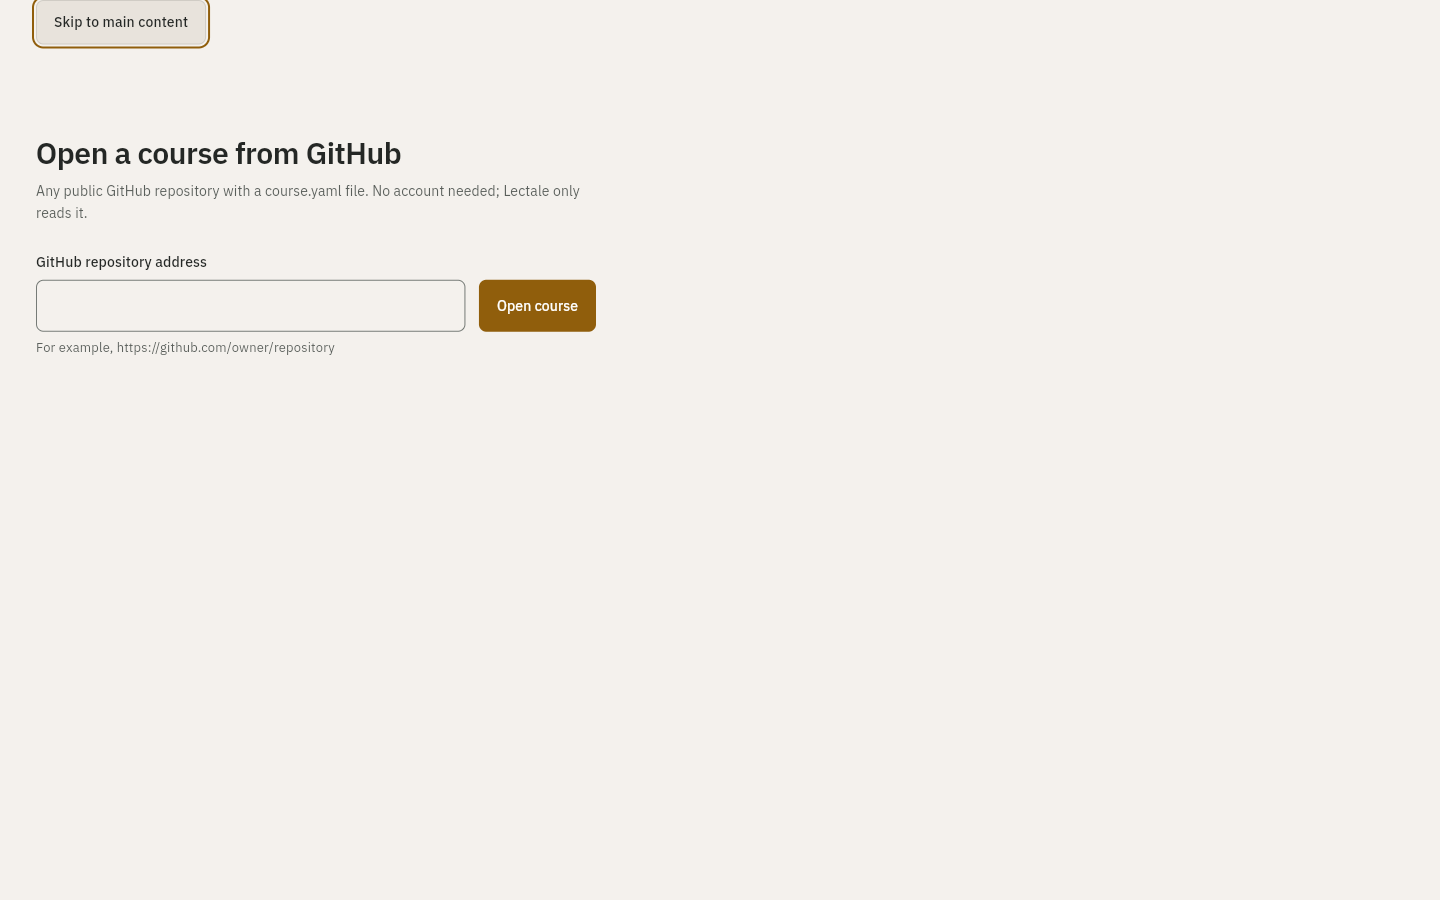 Skip to main content
Open a course from GitHub
Any public GitHub repository with a course.yaml file. No account needed; Lectale only
reads it.
GitHub repository address
Open course
For example, https://github.com/owner/repository